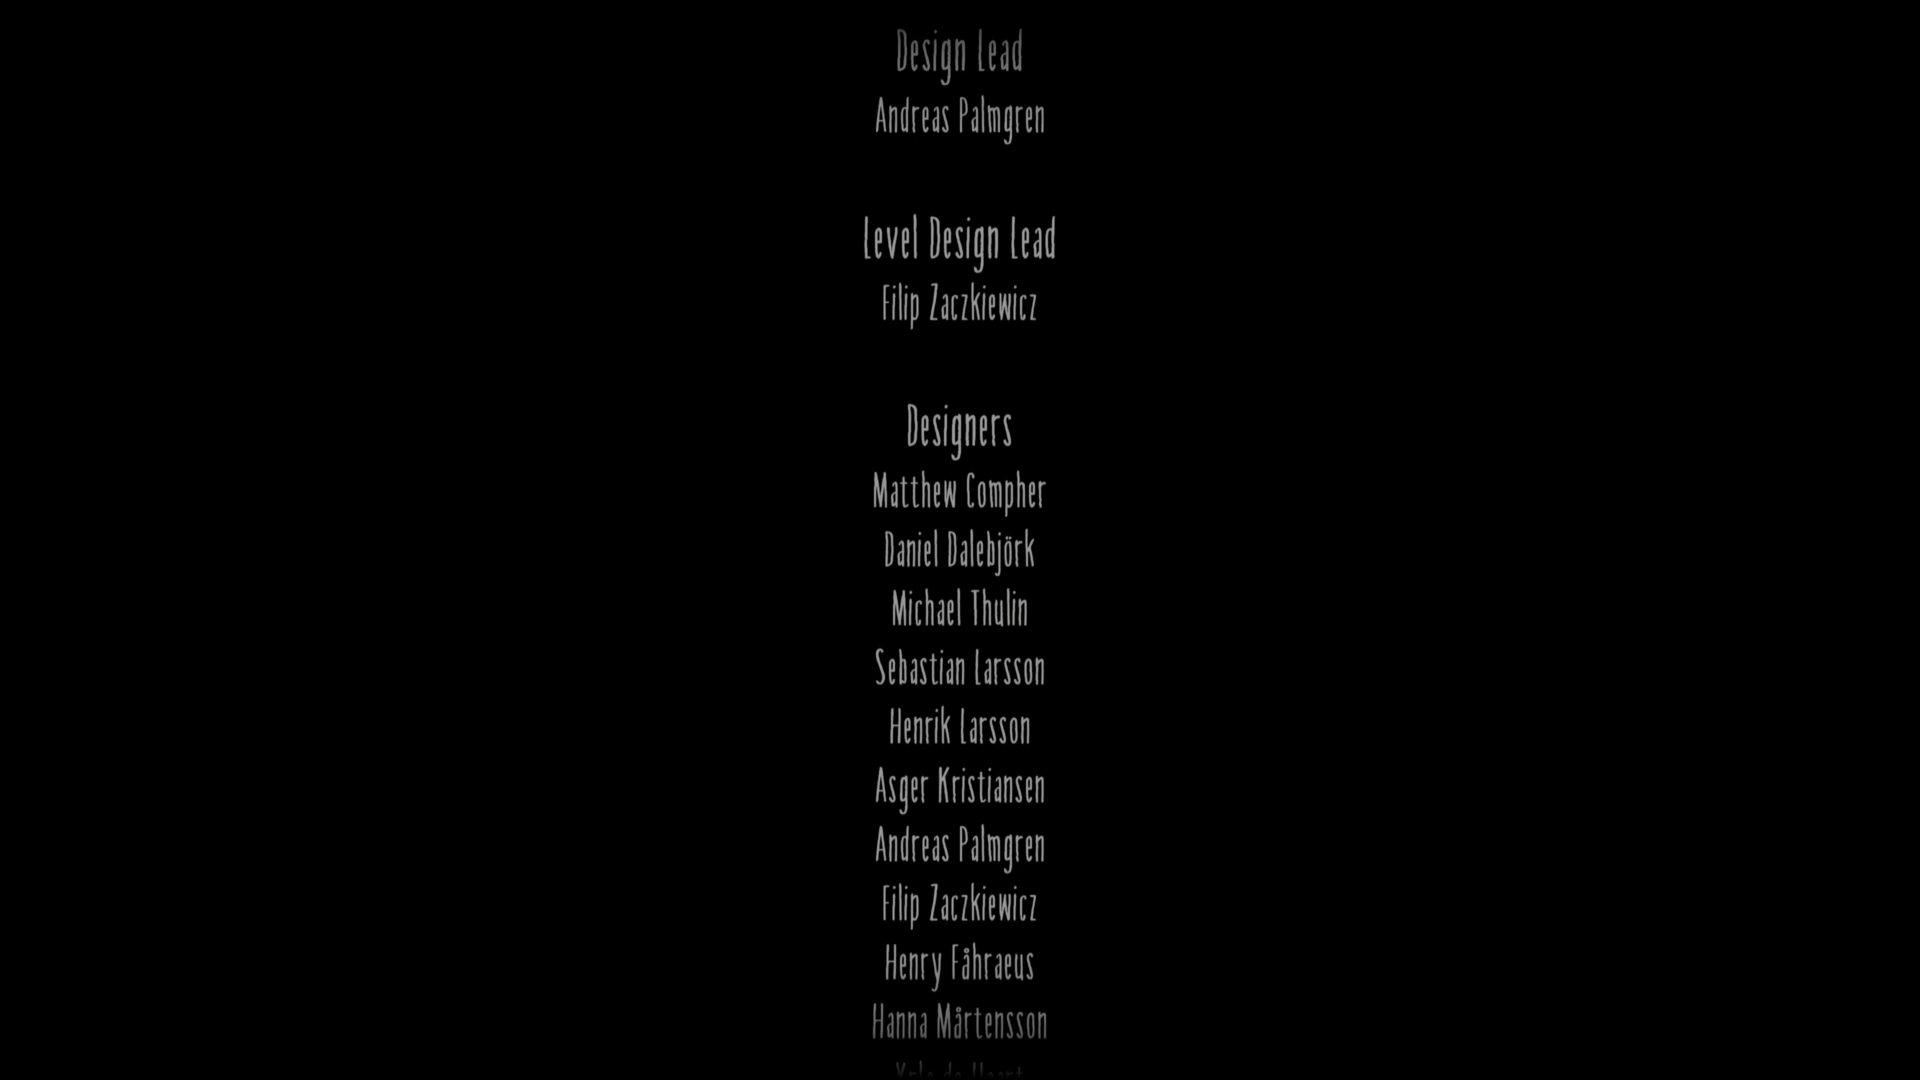 Design Lead
Andreas Palmgren
Level Design Lead
Filip Zaczkiewicz
Designers
Matthew Compher
Daniel Dalebjörk
Michael Thulin
Sebastian Larsson
Henrik Larsson
Asger Kristiansen
Andreas Palmgren
Filip Zaczkiewicz
Henry Fåhraeus
Hanna Mårtensson